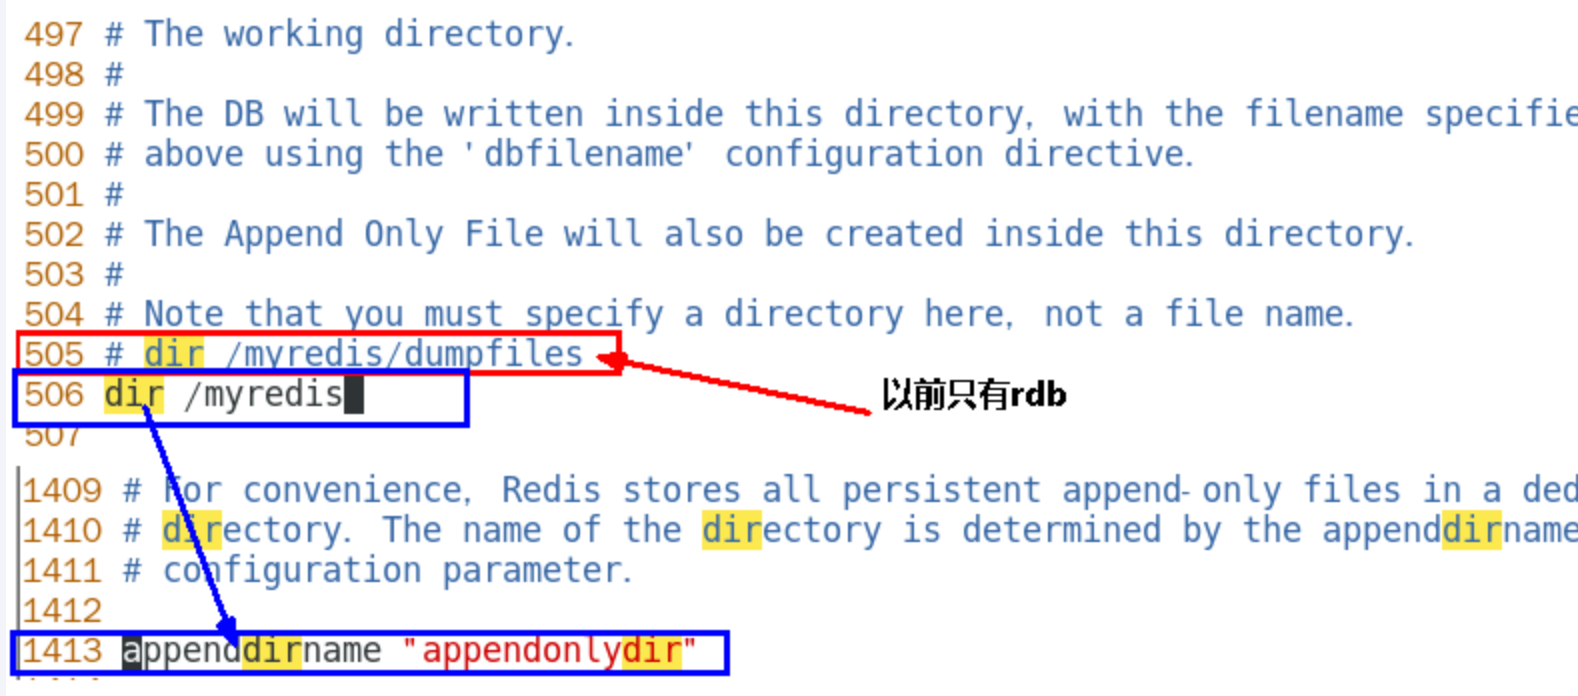 497 # The working directory.
498 #
499 # The DB will be written inside this directory, with the filename specifie
500 # above using the 'dbfilename' configuration directive.
501 #
502 # The Append Only File will also be created inside this directory.
503 #
504 # Note that you must specify a directory here, not a file name.
505 # dir /myredis/dumpfiles
506 dir /myredis
以前只有rdb
507
1409 # For convenience, Redis stores all persistent append-only files in a ded
1410 # directory. The name of the directory is determined by the appenddirname
1411 # configuration parameter.
1412
1413 appenddirname "appendonlydir"